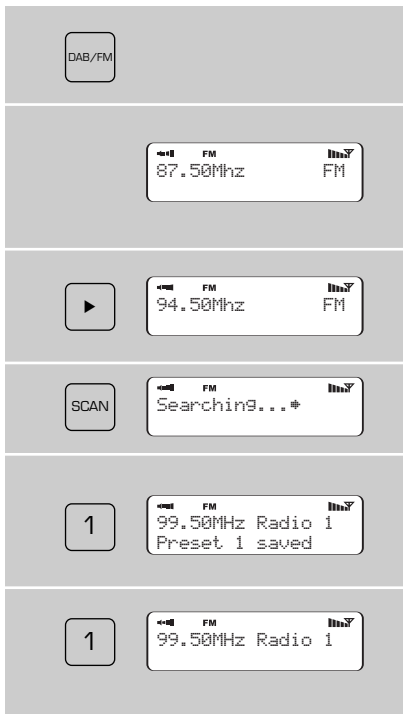 DAB/FM
FM
87.50Mhz FM
FM
94.50Mhz FM
SCAN
FM
Searching...
1
FM
99.50MHz Radio 1
Preset 1 saved
1
FM
99.50MHz Radio 1